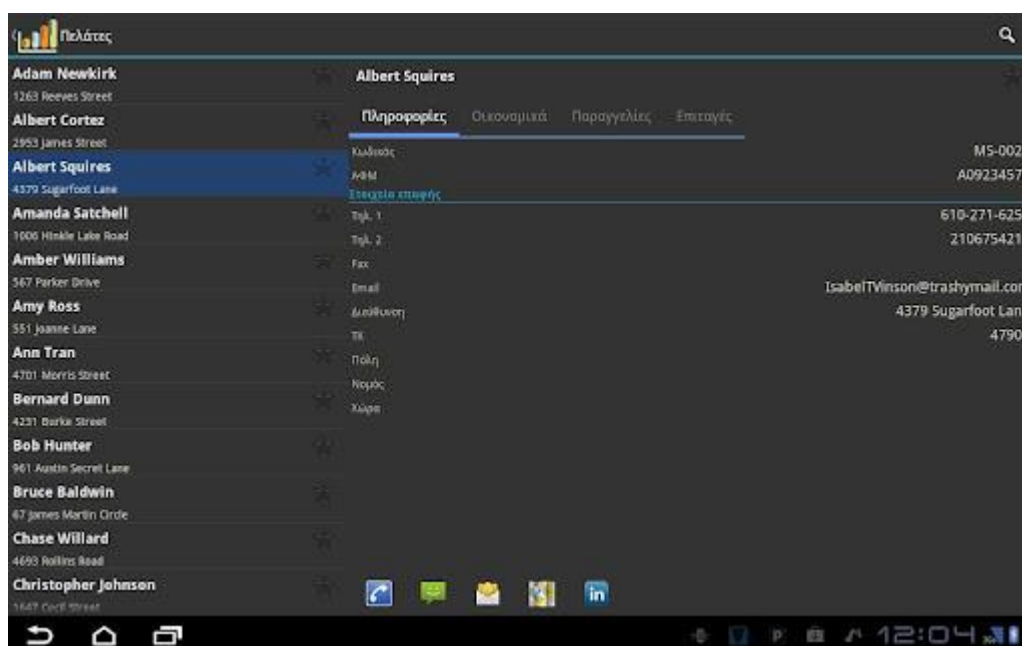 Πελάτες
Adam Newkirk
1263 Reeves Street
Albert Cortez
2953 James Street
Albert Squires
4379 Sugarfoot Lane
Amanda Satchell
1006 Hinkle Lake Road
Amber Williams
567 Parker Drive
Amy Ross
551 Joanne Lane
Ann Tran
4701 Morris Street
Bernard Dunn
4231 Burke Street
Bob Hunter
961 Austin Secret Lane
Bruce Baldwin
67 James Martin Circle
Chase Willard
4693 Rollins Road
Christopher Johnson
1647 Cecil Street
Albert Squires
Πληροφορίες Οικονομικά Παραγγελίες Επιταγές
Κωδικός MS-002
ΑΦΜ A0923457
Στοιχεία επαφής
Τηλ. 1 610-271-625
Τηλ. 2 210675421
Fax
Email IsabelTVinson@trashymail.cor
Διεύθυνση 4379 Sugarfoot Lan
ΤΚ 4790
Πόλη
Νομός
Χώρα
in
12:04